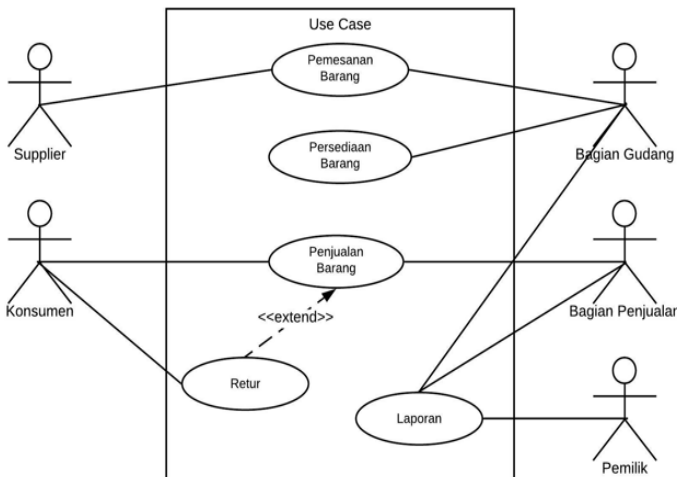 Use Case
Pemesanan
Barang
Supplier
Persediaan
Barang
Bagian Gudang
Penjualan
Barang
Konsumen
<<extend>>
Bagian Penjualan
Retur
Laporan
Pemilik